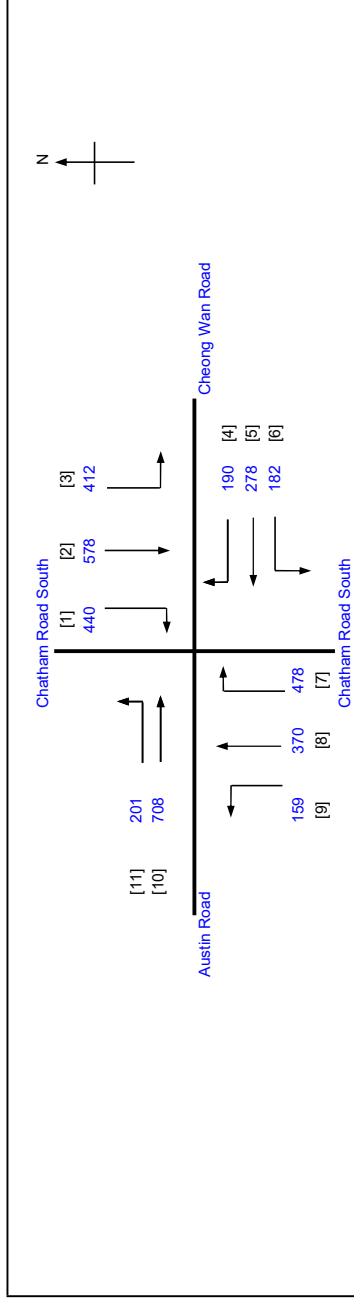 N
Chatham Road South
[1] [2] [3]
440 578 412
Cheong Wan Road
[11] 201
[10] 708
190 [4]
278 [5]
182 [6]
Austin Road
159 370 478
[9] [8] [7]
Chatham Road South